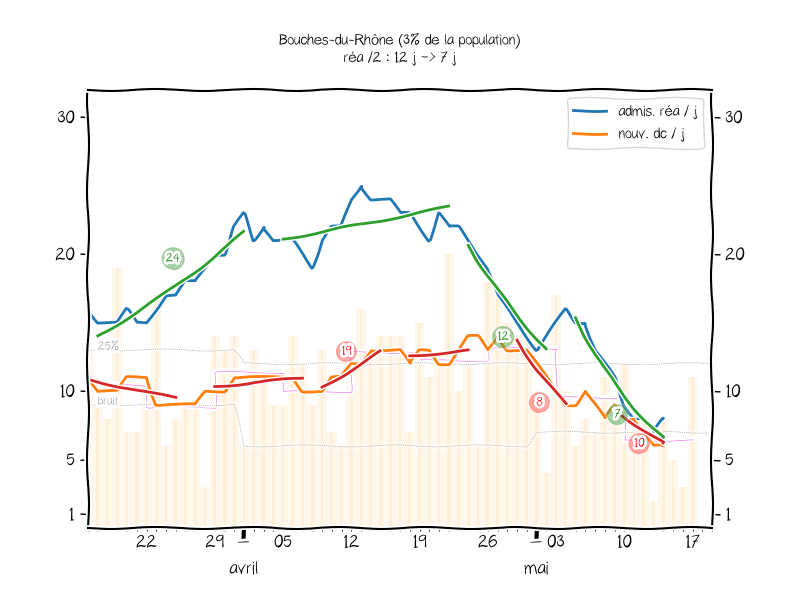 Bouches-du-Rhône (3% de la population)
réa /2 : 12 j -> 7 j
admis. réa / j
nouv. dc / j
30 30
20 20
10 10
5 5
1 1
24
25%
19
12
bruit
8
7
10
22 29 05 12 19 26 03 10 17
avril mai